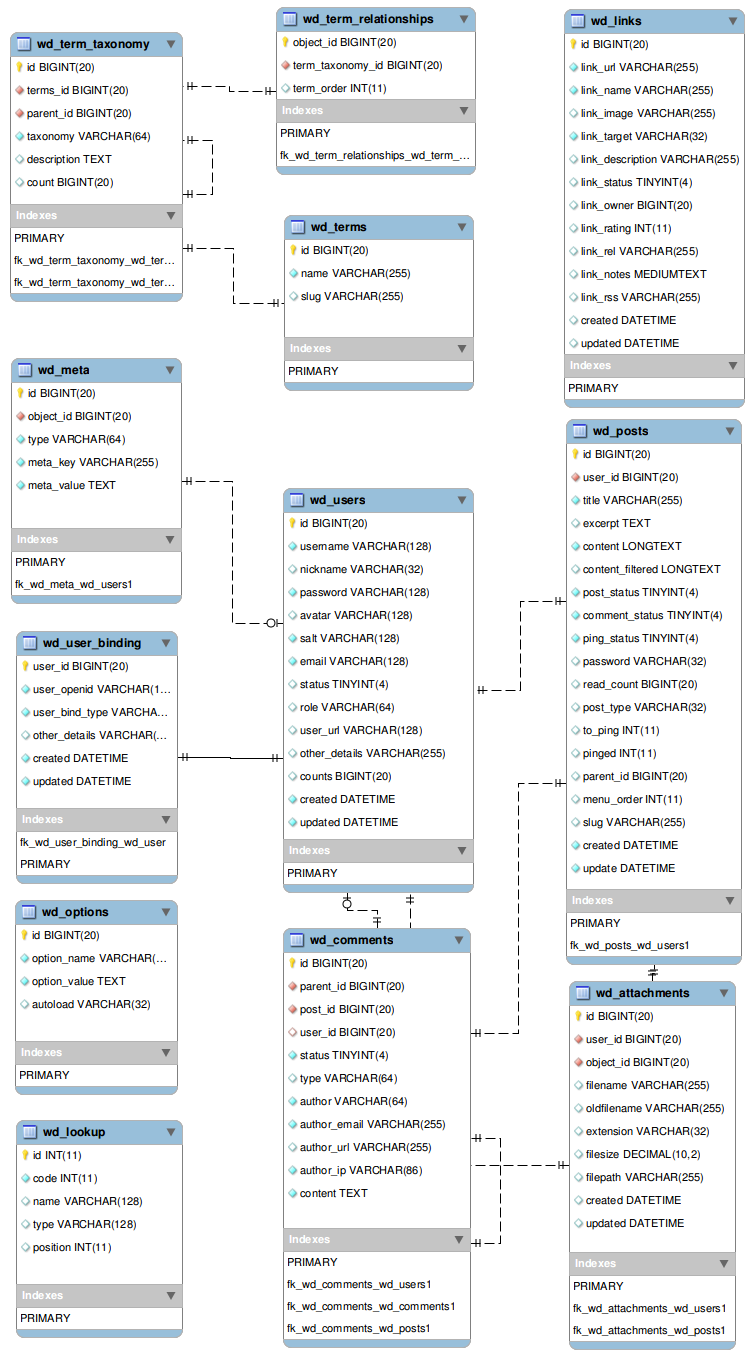 wd_term_taxonomy
id BIGINT(20)
terms_id BIGINT(20)
parent_id BIGINT(20)
taxonomy VARCHAR(64)
description TEXT
count BIGINT(20)
Indexes
PRIMARY
fk_wd_term_taxonomy_wd_ter...
fk_wd_term_taxonomy_wd_ter...
wd_term_relationships
object_id BIGINT(20)
term_taxonomy_id BIGINT(20)
term_order INT(11)
Indexes
PRIMARY
fk_wd_term_relationships_wd_term_...
wd_links
id BIGINT(20)
link_url VARCHAR(255)
link_name VARCHAR(255)
link_image VARCHAR(255)
link_target VARCHAR(32)
link_description VARCHAR(255)
link_status TINYINT(4)
link_owner BIGINT(20)
link_rating INT(11)
link_rel VARCHAR(255)
link_notes MEDIUMTEXT
link_rss VARCHAR(255)
created DATETIME
updated DATETIME
Indexes
PRIMARY
wd_terms
id BIGINT(20)
name VARCHAR(255)
slug VARCHAR(255)
Indexes
PRIMARY
wd_meta
id BIGINT(20)
object_id BIGINT(20)
type VARCHAR(64)
meta_key VARCHAR(255)
meta_value TEXT
Indexes
PRIMARY
fk_wd_meta_wd_users1
wd_users
id BIGINT(20)
username VARCHAR(128)
nickname VARCHAR(32)
password VARCHAR(128)
avatar VARCHAR(128)
salt VARCHAR(128)
email VARCHAR(128)
status TINYINT(4)
role VARCHAR(64)
user_url VARCHAR(128)
other_details VARCHAR(255)
counts BIGINT(20)
created DATETIME
updated DATETIME
Indexes
PRIMARY
wd_posts
id BIGINT(20)
user_id BIGINT(20)
title VARCHAR(255)
excerpt TEXT
content LONGTEXT
content_filtered LONGTEXT
post_status TINYINT(4)
comment_status TINYINT(4)
ping_status TINYINT(4)
password VARCHAR(32)
read_count BIGINT(20)
post_type VARCHAR(32)
to_ping INT(11)
pinged INT(11)
parent_id BIGINT(20)
menu_order INT(11)
slug VARCHAR(255)
created DATETIME
update DATETIME
Indexes
PRIMARY
fk_wd_posts_wd_users1
wd_user_binding
user_id BIGINT(20)
user_openid VARCHAR(1...
user_bind_type VARCHA...
other_details VARCHAR(...
created DATETIME
updated DATETIME
Indexes
fk_wd_user_binding_wd_user
PRIMARY
wd_options
id BIGINT(20)
option_name VARCHAR(...
option_value TEXT
autoload VARCHAR(32)
Indexes
PRIMARY
wd_comments
id BIGINT(20)
parent_id BIGINT(20)
post_id BIGINT(20)
user_id BIGINT(20)
status TINYINT(4)
type VARCHAR(64)
author VARCHAR(64)
author_email VARCHAR(255)
author_url VARCHAR(255)
author_ip VARCHAR(86)
content TEXT
Indexes
PRIMARY
fk_wd_comments_wd_users1
fk_wd_comments_wd_comments1
fk_wd_comments_wd_posts1
wd_attachments
id BIGINT(20)
user_id BIGINT(20)
object_id BIGINT(20)
filename VARCHAR(255)
oldfilename VARCHAR(255)
extension VARCHAR(32)
filesize DECIMAL(10,2)
filepath VARCHAR(255)
created DATETIME
updated DATETIME
Indexes
PRIMARY
fk_wd_attachments_wd_users1
fk_wd_attachments_wd_posts1
wd_lookup
id INT(11)
code INT(11)
name VARCHAR(128)
type VARCHAR(128)
position INT(11)
Indexes
PRIMARY